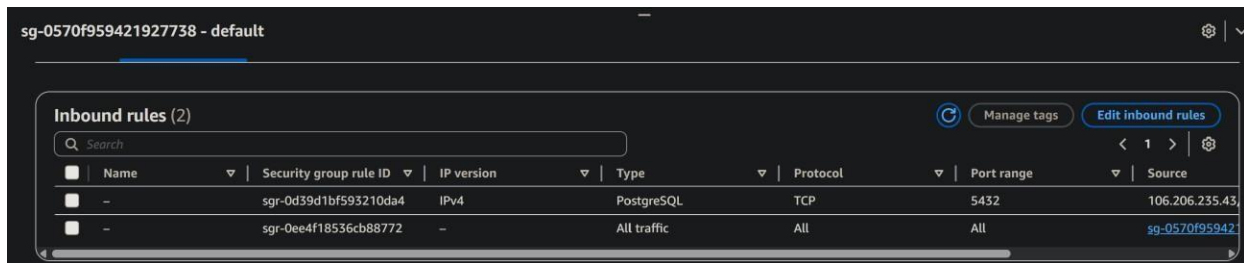 sg-0570f959421927738 - default
Inbound rules (2)
Manage tags
Edit inbound rules
Search
1
Name Security group rule ID IP version Type Protocol Port range Source
– sgr-0d39d1bf593210da4 IPv4 PostgreSQL TCP 5432 106.206.235.43/
– sgr-0ee4f18536cb88772 – All traffic All All sg-0570f95942